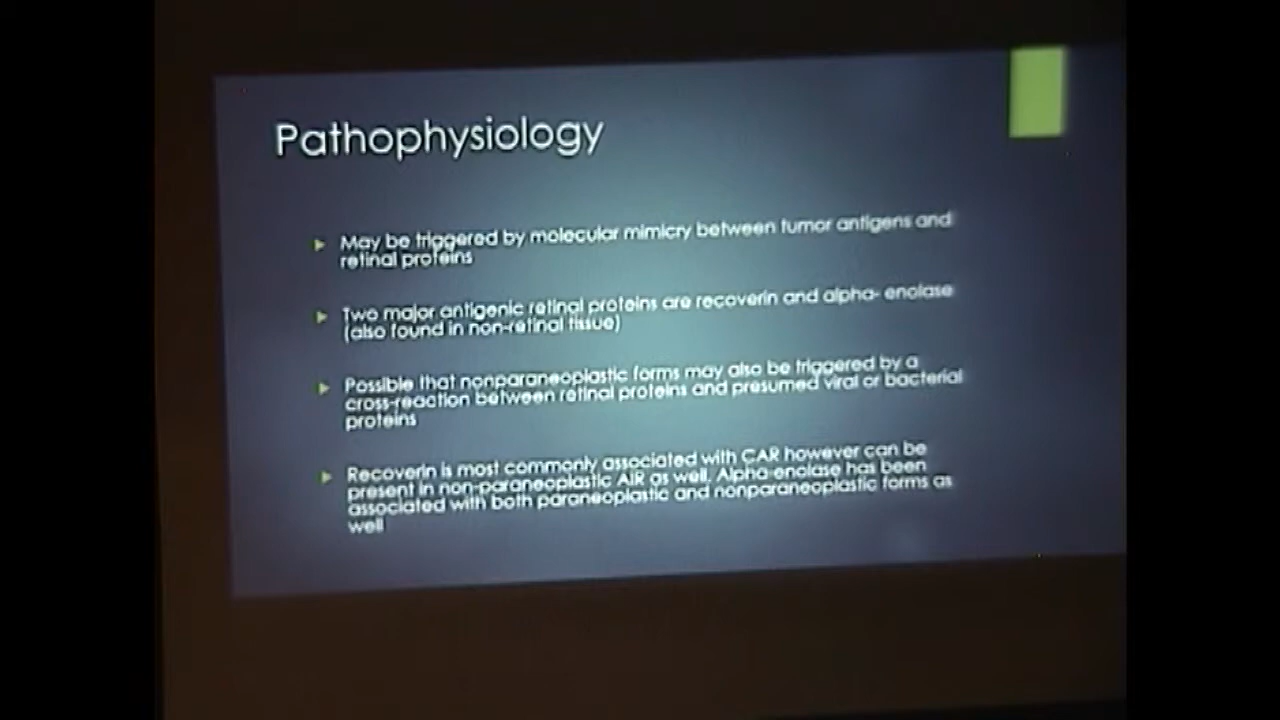 Pathophysiology
May be triggered by molecular mimicry between tumor antigens and
retinal proteins
Two major antigenic retinal proteins are recoverin and alpha- enolase
(also found in non-retinal tissue)
Possible that nonparaneoplastic forms may also be triggered by a
cross-reaction between retinal proteins and presumed viral or bacterial
proteins
Recoverin is most commonly associated with CAR however can be
present in non-paraneoplastic AIR as well. Alpha-enolase has been
associated with both paraneoplastic and nonparaneoplastic forms as
well